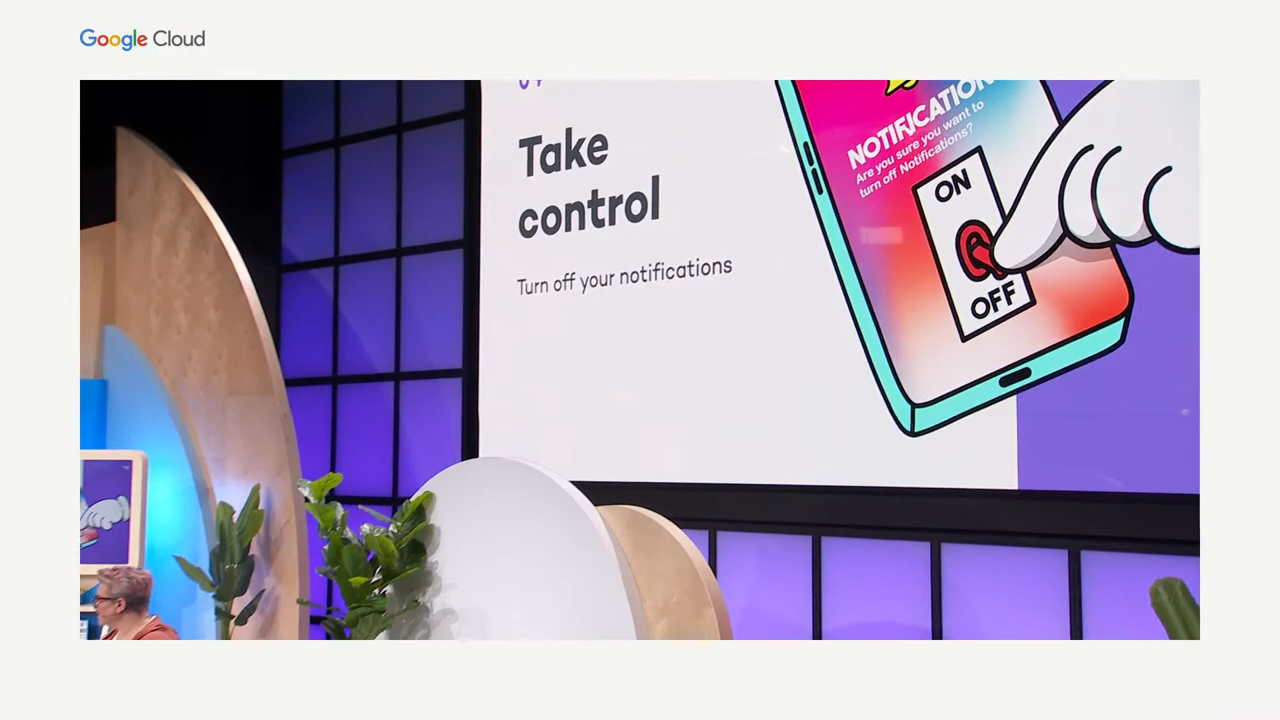 Google Cloud
Take
control
Turn off your notifications
NOTIFICATION
Are you sure you want to
turn off Notifications?
ON
OFF